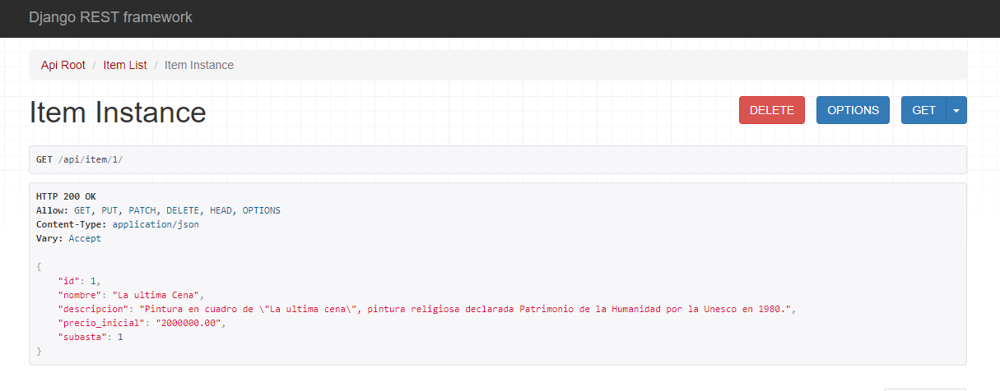 Django REST framework
Api Root / Item List / Item Instance
Item Instance
DELETE OPTIONS GET
GET /api/item/1/
HTTP 200 OK
Allow: GET, PUT, PATCH, DELETE, HEAD, OPTIONS
Content-Type: application/json
Vary: Accept
{
"id": 1,
"nombre": "La ultima Cena",
"descripcion": "Pintura en cuadro de \"La ultima cena\", pintura religiosa declarada Patrimonio de la Humanidad por la Unesco en 1980.",
"precio_inicial": "2000000.00",
"subasta": 1
}